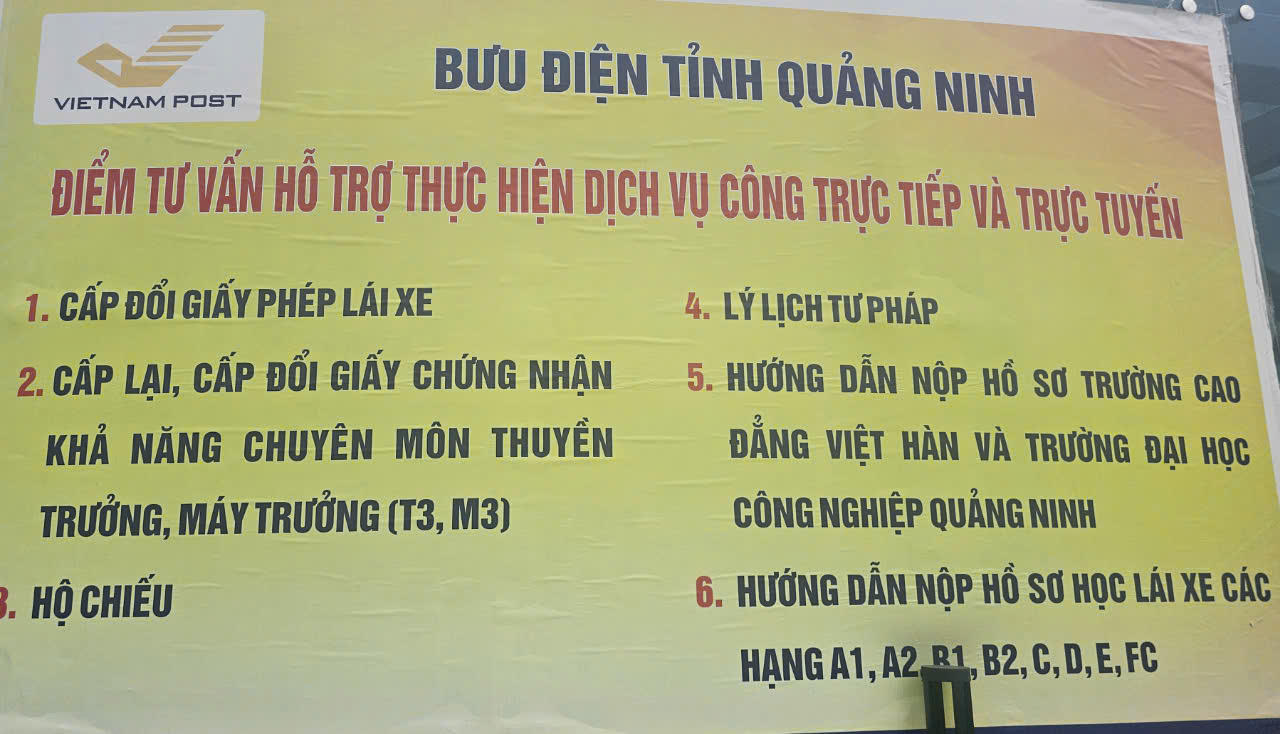 VIETNAM POST
BƯU ĐIỆN TỈNH QUẢNG NINH
ĐIỂM TƯ VẤN HỖ TRỢ THỰC HIỆN DỊCH VỤ CÔNG TRỰC TIẾP VÀ TRỰC TUYẾN
1. CẤP ĐỔI GIẤY PHÉP LÁI XE
2. CẤP LẠI, CẤP ĐỔI GIẤY CHỨNG NHẬN
KHẢ NĂNG CHUYÊN MÔN THUYỀN
TRƯỞNG, MÁY TRƯỞNG (T3, M3)
3. HỘ CHIẾU
4. LÝ LỊCH TƯ PHÁP
5. HƯỚNG DẪN NỘP HỒ SƠ TRƯỜNG CAO
ĐẲNG VIỆT HÀN VÀ TRƯỜNG ĐẠI HỌC
CÔNG NGHIỆP QUẢNG NINH
6. HƯỚNG DẪN NỘP HỒ SƠ HỌC LÁI XE CÁC
HẠNG A1, A2, B1, B2, C, D, E, FC